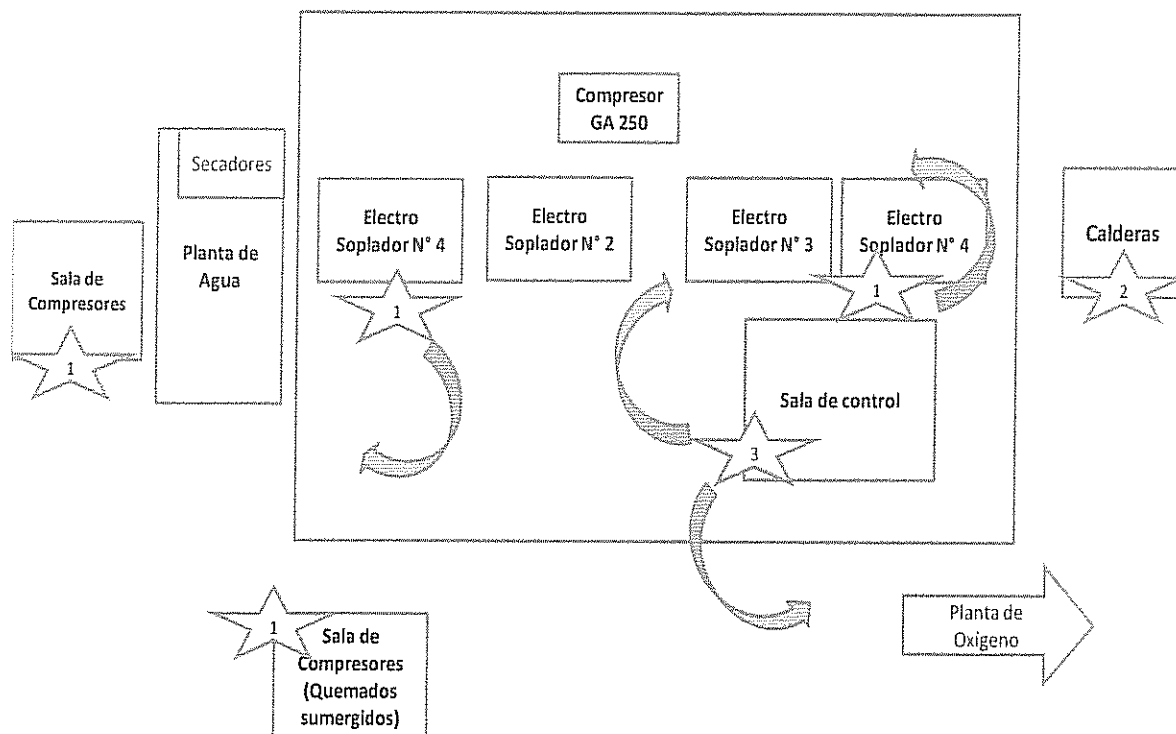 Compresor
GA 250
Secadores
Planta de
Agua
Sala de
Compresores
1
Electro
Soplador N° 4
1
Electro
Soplador N° 2
Electro
Soplador N° 3
Electro
Soplador N° 4
1
Calderas
2
Sala de control
3
1
Sala de
Compresores
(Quemados
sumergidos)
Planta de
Oxigeno